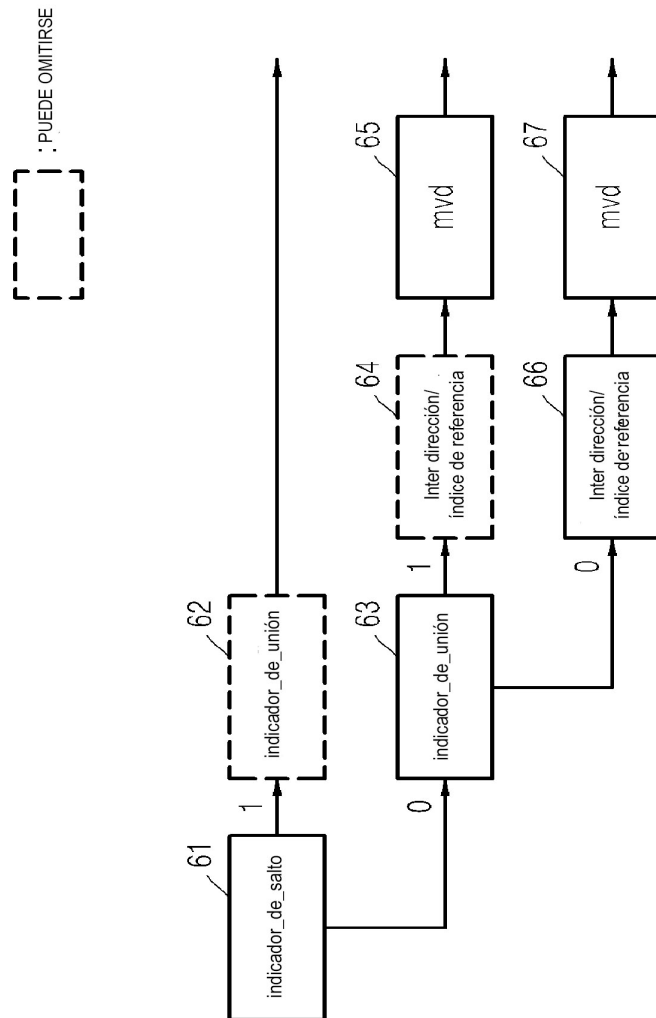 : PUEDE OMITIRSE
61
indicador_de_salto
1
62
indicador_de_unión
0
63
indicador_de_unión
1
64
Inter dirección/
índice de referencia
65
mvd
0
66
Inter dirección/
índice de referencia
67
mvd